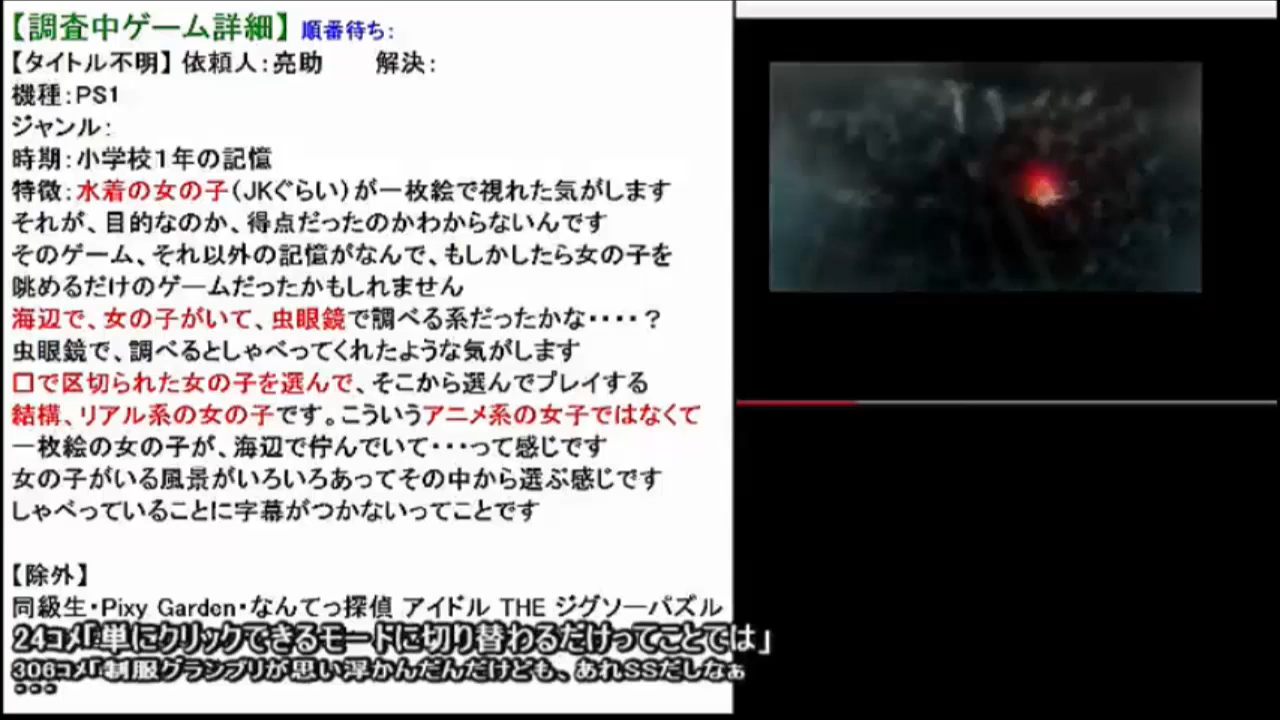 【調査中ゲーム詳細】 順番待ち：
【タイトル不明】 依頼人：亮助　　解決：
機種：PS1
ジャンル：
時期：小学校１年の記憶
特徴：水着の女の子（JKぐらい）が一枚絵で視れた気がします
それが、目的なのか、得点だったのかわからないんです
そのゲーム、それ以外の記憶がなんで、もしかしたら女の子を
眺めるだけのゲームだったかもしれません
海辺で、女の子がいて、虫眼鏡で調べる系だったかな・・・・？
虫眼鏡で、調べるとしゃべってくれたような気がします
口で区切られた女の子を選んで、そこから選んでプレイする
結構、リアル系の女の子です。こういうアニメ系の女子ではなくて
一枚絵の女の子が、海辺で佇んでいて・・・って感じです
女の子がいる風景がいろいろあってその中から選ぶ感じです
しゃべっていることに字幕がつかないってことです
【除外】
同級生・Pixy Garden・なんてっ探偵 アイドル THE ジグソーパズル
24ｺﾒ「単にクリックできるモードに切り替わるだけってことでは」
306ｺﾒ「制服グランプリが思い浮かんだんだけども、あれSSだしなぁ
・・・